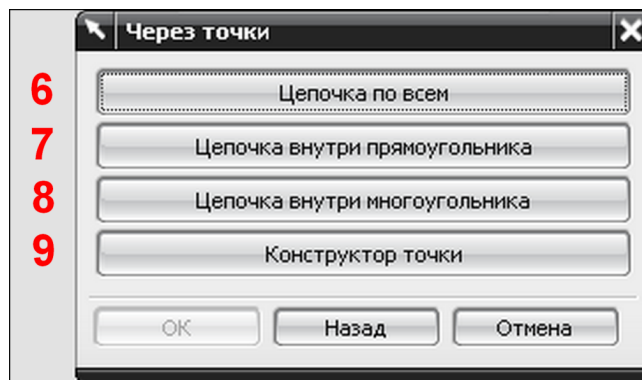 Через точки
6 Цепочка по всем
7 Цепочка внутри прямоугольника
8 Цепочка внутри многоугольника
9 Конструктор точки
OK Назад Отмена